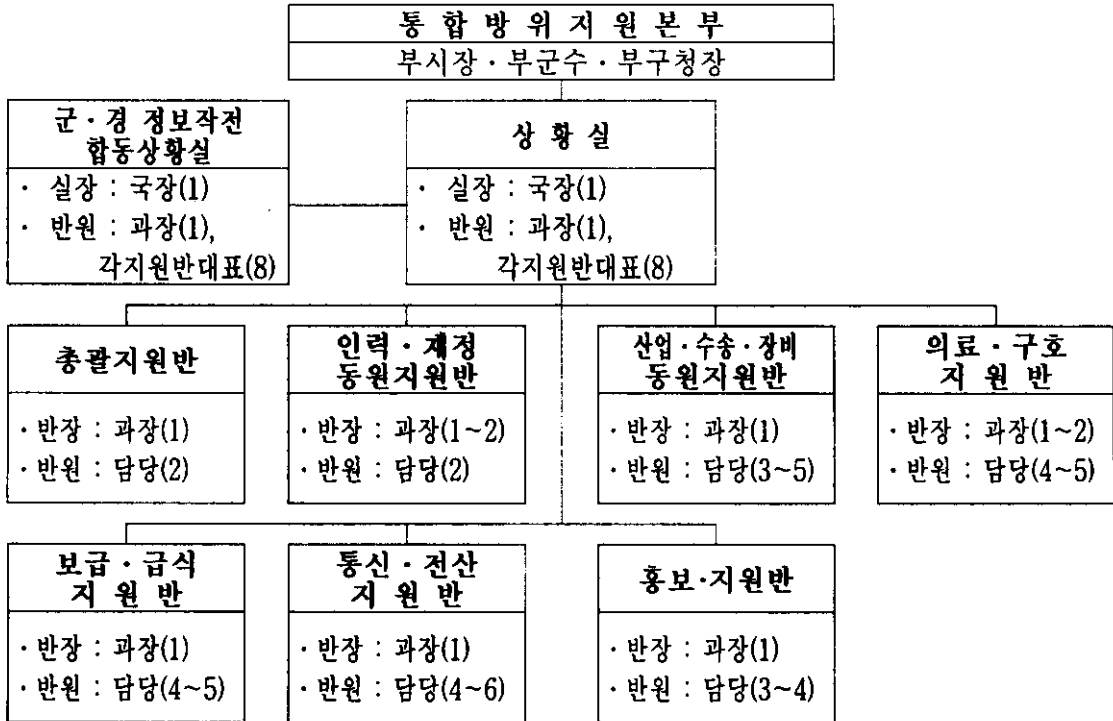 통합방위지원본부
부시장·부군수·부구청장
군·경 정보작전
합동상황실
· 실장 : 국장(1)
· 반원 : 과장(1),
각지원반대표(8)
상황실
· 실장 : 국장(1)
· 반원 : 과장(1),
각지원반대표(8)
총괄지원반
· 반장 : 과장(1)
· 반원 : 담당(2)
인력·재정
동원지원반
· 반장 : 과장(1~2)
· 반원 : 담당(2)
산업·수송·장비
동원지원반
· 반장 : 과장(1)
· 반원 : 담당(3~5)
의료·구호
지원반
· 반장 : 과장(1~2)
· 반원 : 담당(4~5)
보급·급식
지원반
· 반장 : 과장(1)
· 반원 : 담당(4~5)
통신·전산
지원반
· 반장 : 과장(1)
· 반원 : 담당(4~6)
홍보·지원반
· 반장 : 과장(1)
· 반원 : 담당(3~4)